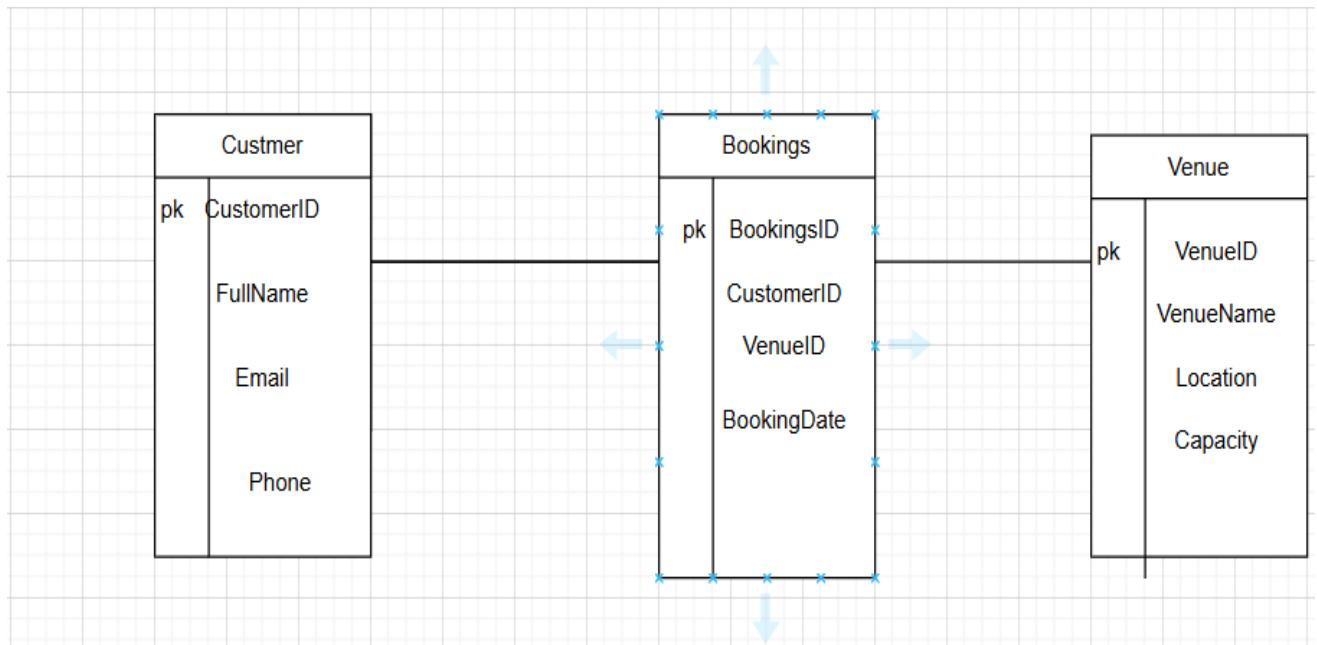 Custmer
pk CustomerID
FullName
Email
Phone
Bookings
pk BookingsID
CustomerID
VenueID
BookingDate
Venue
pk VenueID
VenueName
Location
Capacity